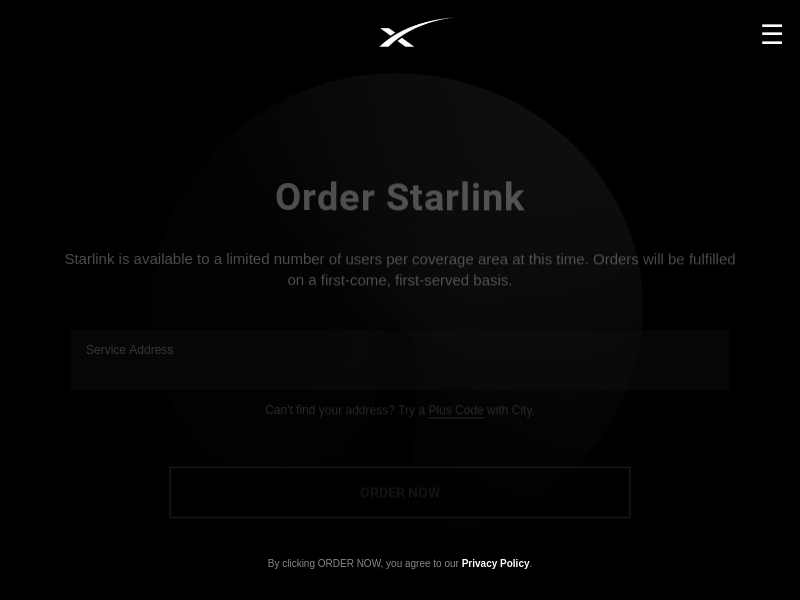 Order Starlink
Starlink is available to a limited number of users per coverage area at this time. Orders will be fulfilled
on a first-come, first-served basis.
Service Address
Can't find your address? Try a Plus Code with City.
ORDER NOW
By clicking ORDER NOW, you agree to our Privacy Policy.